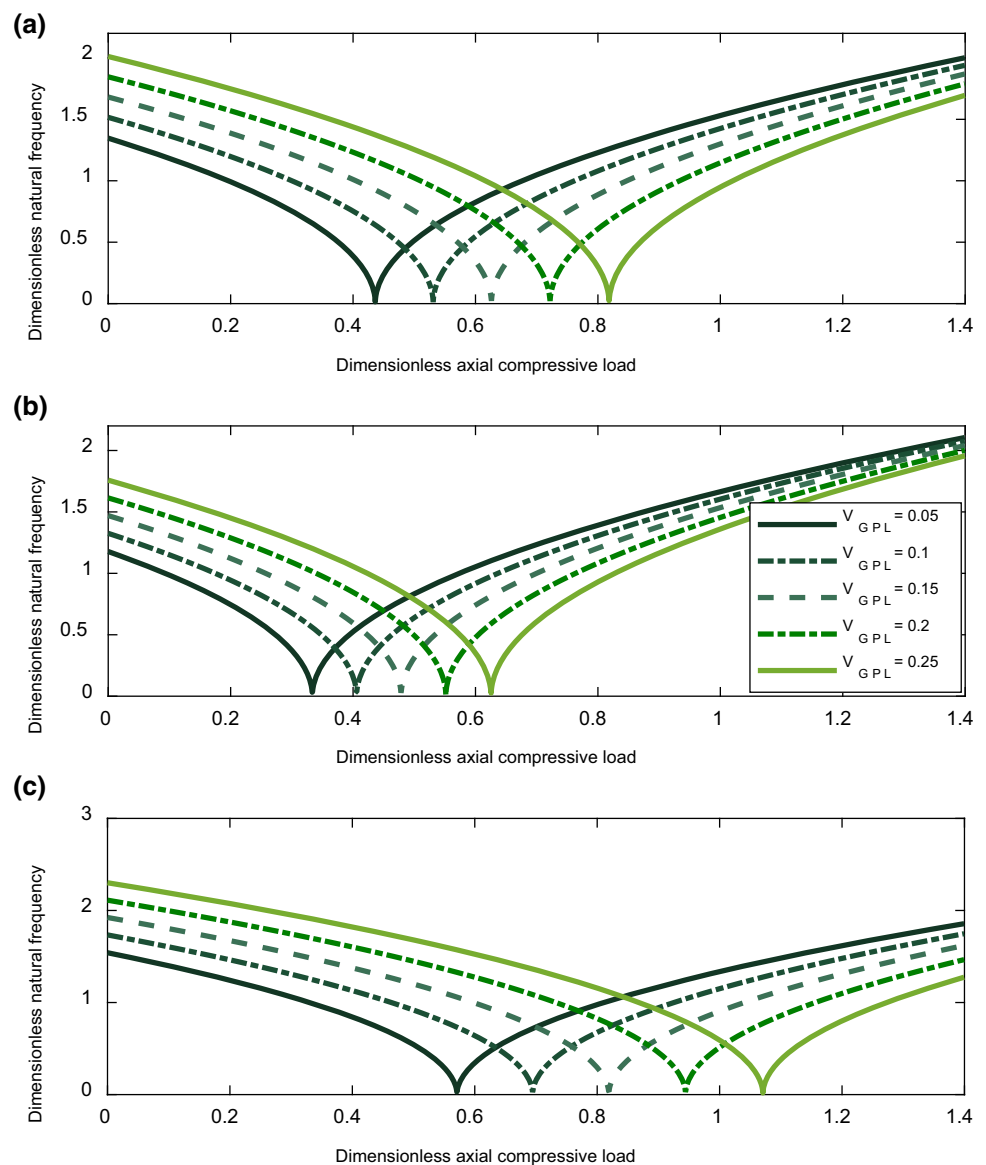 (a)
2
1.5
1
0.5
0
Dimensionless natural frequency
0 0.2 0.4 0.6 0.8 1 1.2 1.4
Dimensionless axial compressive load
(b)
2
1.5
1
0.5
0
Dimensionless natural frequency
V GPL = 0.05
V GPL = 0.1
V GPL = 0.15
V GPL = 0.2
V GPL = 0.25
0 0.2 0.4 0.6 0.8 1 1.2 1.4
Dimensionless axial compressive load
(c)
3
2
1
0
Dimensionless natural frequency
0 0.2 0.4 0.6 0.8 1 1.2 1.4
Dimensionless axial compressive load